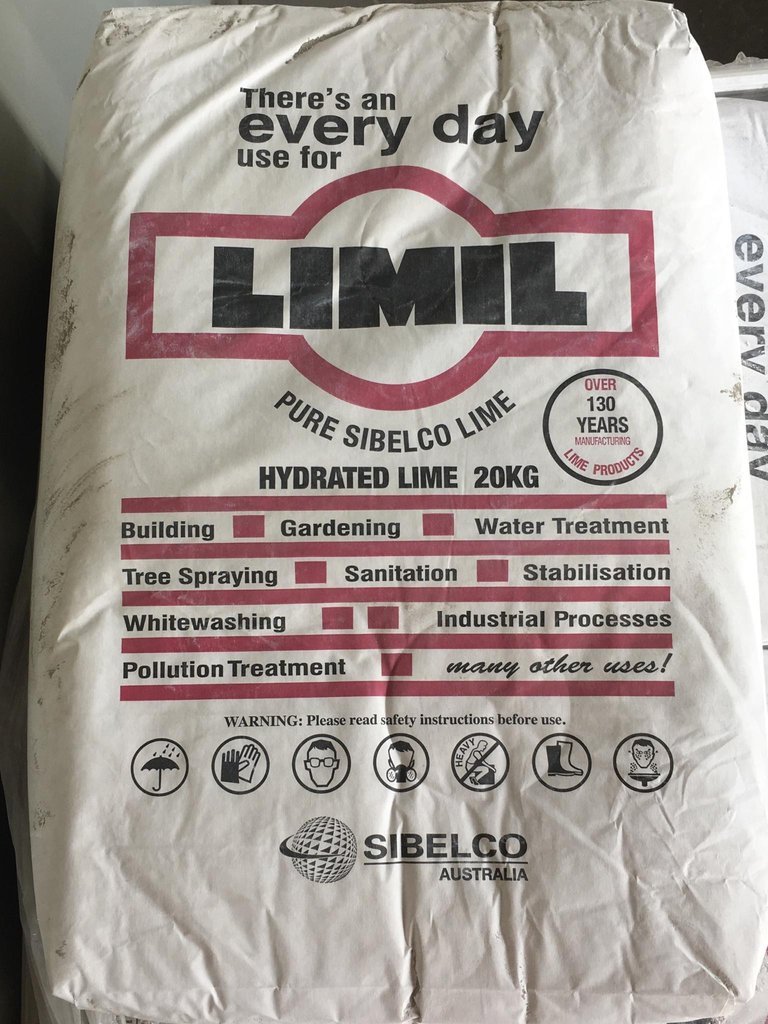 There's an
every day
use for
LIMIL
PURE SIBELCO LIME
OVER
130
YEARS
MANUFACTURING
LIME PRODUCTS
HYDRATED LIME 20KG
Building Gardening Water Treatment
Tree Spraying Sanitation Stabilisation
Whitewashing Industrial Processes
Pollution Treatment many other uses!
WARNING: Please read safety instructions before use.
HEAVY
SIBELCO
AUSTRALIA
every day